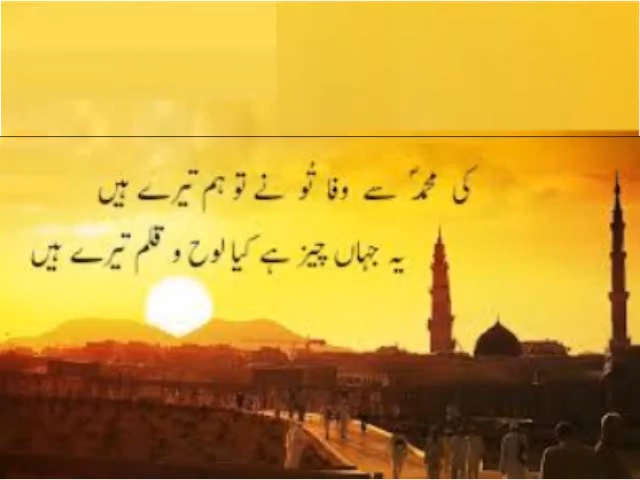 کی محمدؐ سے وفا تُو نے تو ہم تیرے ہیں
یہ جہاں چیز ہے کیا لوح و قلم تیرے ہیں